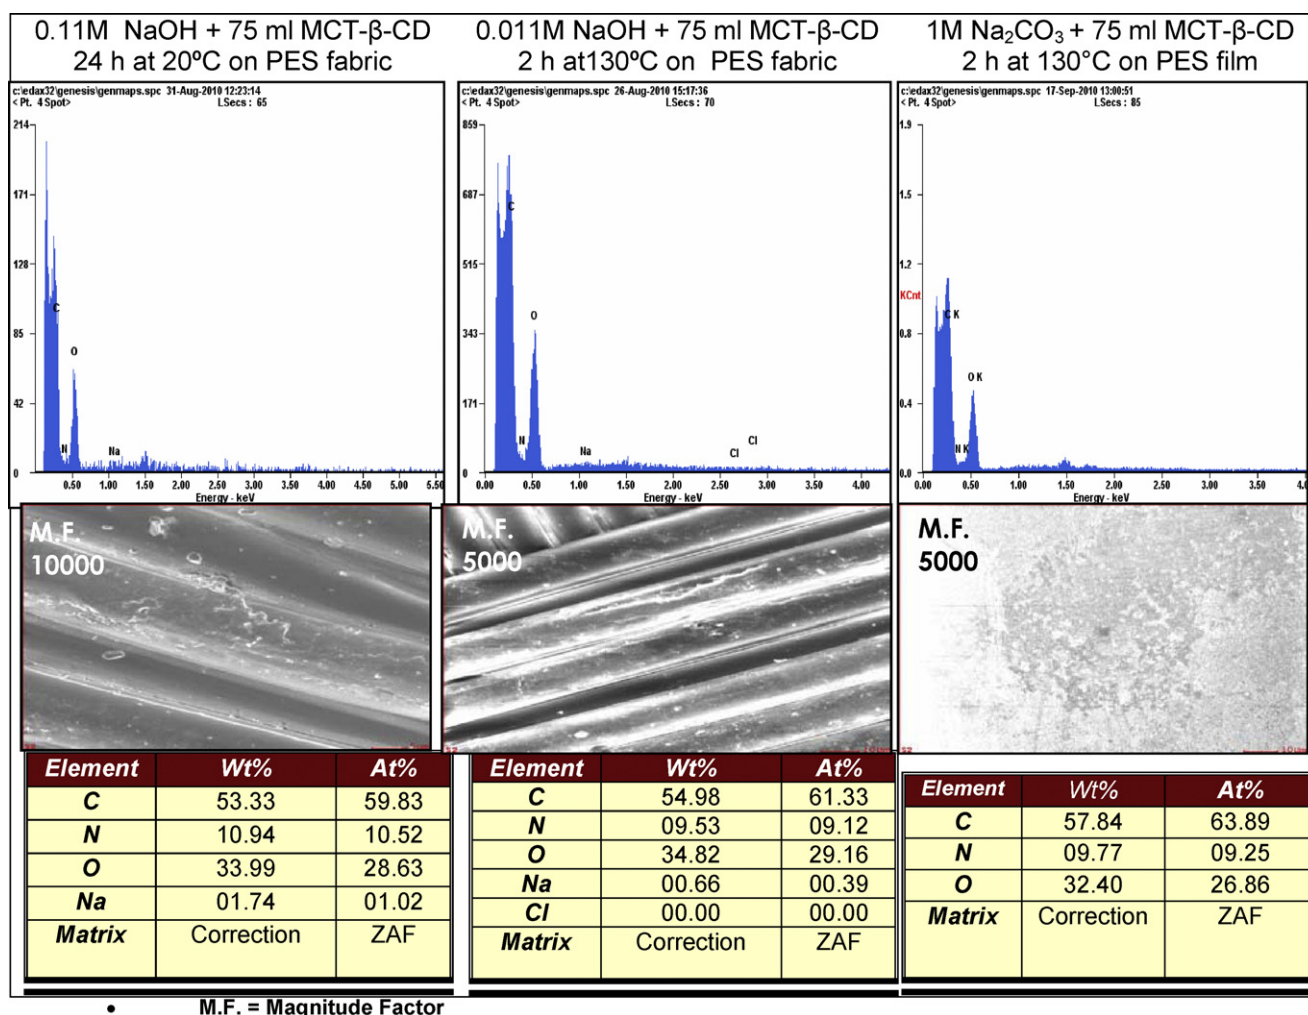 0.11M NaOH + 75 ml MCT-β-CD
24 h at 20ºC on PES fabric
0.011M NaOH + 75 ml MCT-β-CD
2 h at130ºC on PES fabric
1M Na₂CO₃ + 75 ml MCT-β-CD
2 h at 130°C on PES film
c:\edax32\genesis\genmaps.spc 31-Aug-2010 12:23:14
< Pt. 4 Spot> LSecs : 65
214
171
128
85
42
0
C
O
N
Na
0.50 1.00 1.50 2.00 2.50 3.00 3.50 4.00 4.50 5.00 5.50
Energy - keV
c:\edax32\genesis\genmaps.spc 26-Aug-2010 15:17:36
< Pt. 4 Spot> LSecs : 70
859
687
515
343
171
0
C
O
N
Na
Cl
Cl
0.00 0.50 1.00 1.50 2.00 2.50 3.00 3.50 4.00
Energy - keV
c:\edax32\genesis\genmaps.spc 17-Sep-2010 13:00:51
< Pt. 4 Spot> LSecs : 85
1.9
1.5
1.2
KCnt
0.8
0.4
0.0
C K
O K
N K
0.50 1.00 1.50 2.00 2.50 3.00 3.50 4.0
Energy - keV
M.F.
10000
M.F.
5000
M.F.
5000
Element Wt% At%
C 53.33 59.83
N 10.94 10.52
O 33.99 28.63
Na 01.74 01.02
Matrix Correction ZAF
Element Wt% At%
C 54.98 61.33
N 09.53 09.12
O 34.82 29.16
Na 00.66 00.39
Cl 00.00 00.00
Matrix Correction ZAF
Element Wt% At%
C 57.84 63.89
N 09.77 09.25
O 32.40 26.86
Matrix Correction ZAF
• M.F. = Magnitude Factor